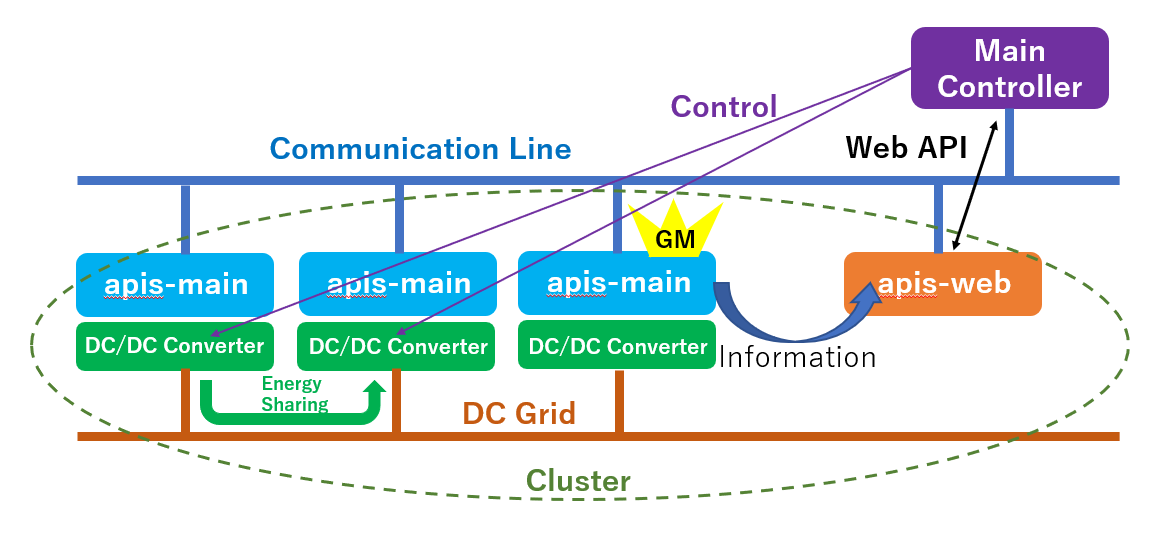 Main
Controller
Control
Communication Line
Web API
GM
apis-main
apis-main
apis-main
apis-web
DC/DC Converter
DC/DC Converter
DC/DC Converter
Information
Energy
Sharing
DC Grid
Cluster